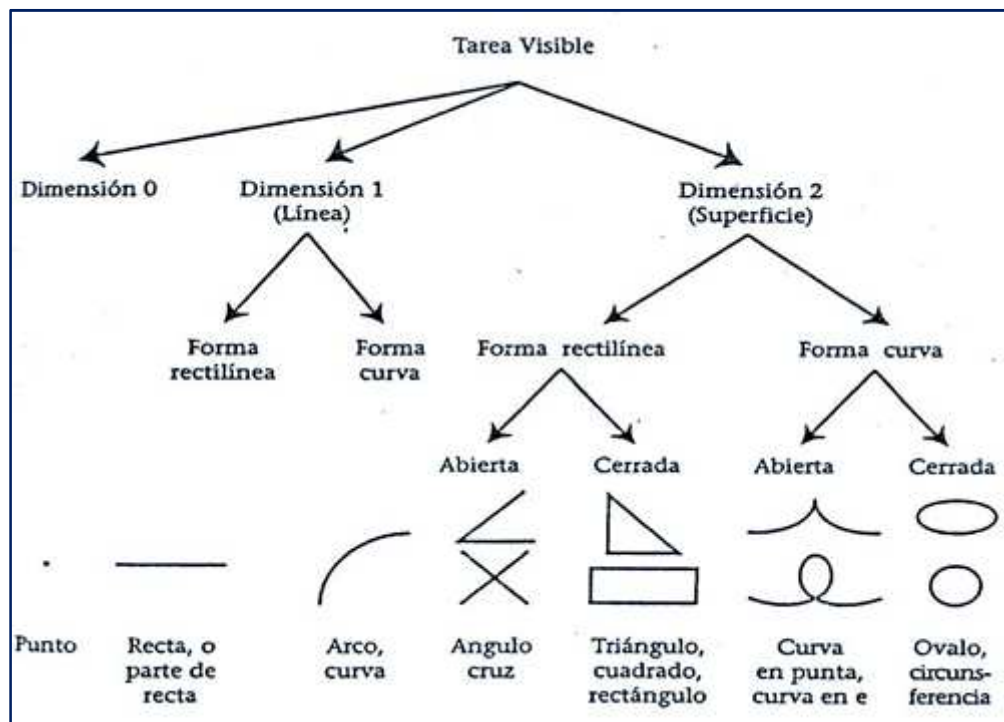 Tarea Visible
Dimensión 0
Dimensión 1
(Línea)
Dimensión 2
(Superficie)
Forma
rectilínea
Forma
curva
Forma rectilínea
Forma curva
Abierta
Cerrada
Abierta
Cerrada
Punto
Recta, o
parte de
recta
Arco,
curva
Angulo
cruz
Triángulo,
cuadrado,
rectángulo
Curva
en punta,
curva en e
Ovalo,
circuns-
ferencia